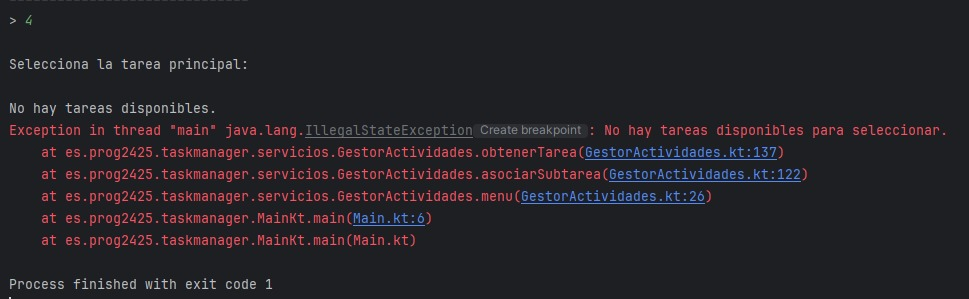 > 4
Selecciona la tarea principal:
No hay tareas disponibles.
Exception in thread "main" java.lang.IllegalStateException Create breakpoint : No hay tareas disponibles para seleccionar.
at es.prog2425.taskmanager.servicios.GestorActividades.obtenerTarea(GestorActividades.kt:137)
at es.prog2425.taskmanager.servicios.GestorActividades.asociarSubtarea(GestorActividades.kt:122)
at es.prog2425.taskmanager.servicios.GestorActividades.menu(GestorActividades.kt:26)
at es.prog2425.taskmanager.MainKt.main(Main.kt:6)
at es.prog2425.taskmanager.MainKt.main(Main.kt)
Process finished with exit code 1